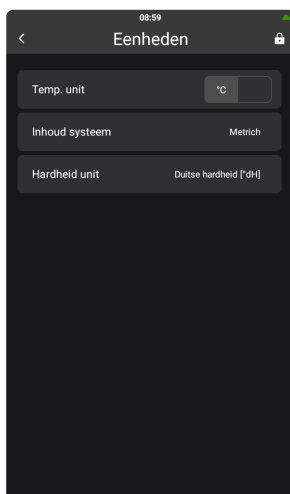 08:59
Eenheden
Temp. unit °C
Inhoud systeem Metrich
Hardheid unit Duitse hardheid [°dH]